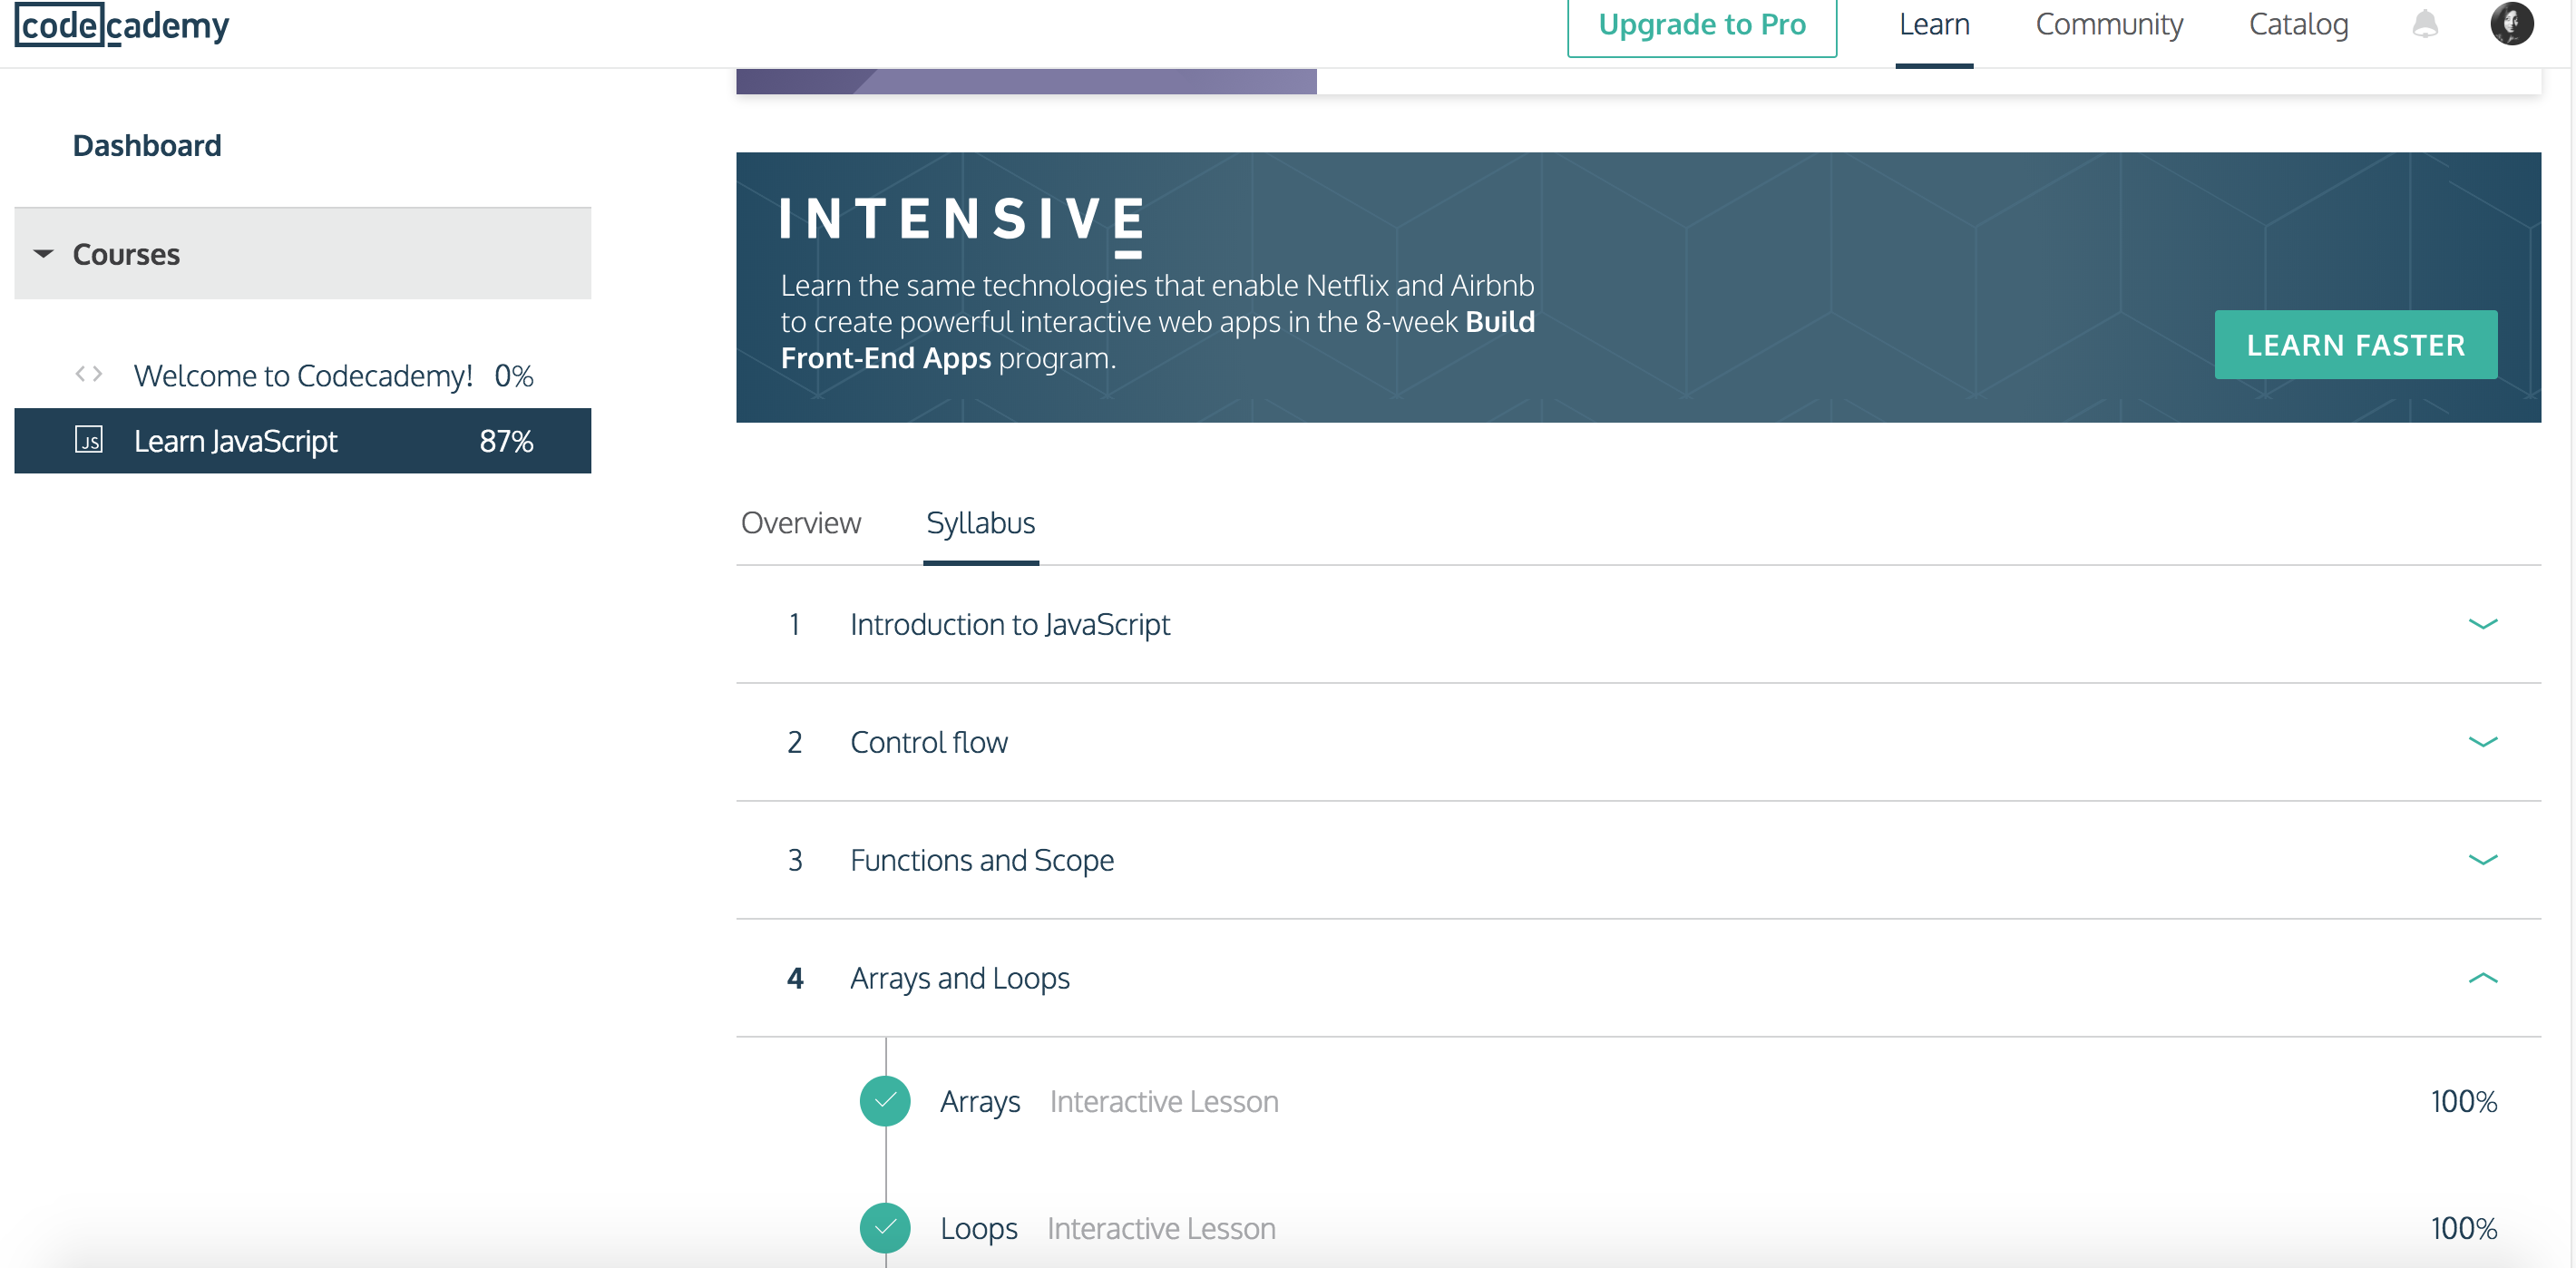 codecademy
Upgrade to Pro
Learn
Community
Catalog
Dashboard
Courses
Welcome to Codecademy! 0%
JS Learn JavaScript 87%
INTENSIVE
Learn the same technologies that enable Netflix and Airbnb
to create powerful interactive web apps in the 8-week Build
Front-End Apps program.
LEARN FASTER
Overview
Syllabus
1 Introduction to JavaScript
2 Control flow
3 Functions and Scope
4 Arrays and Loops
Arrays Interactive Lesson 100%
Loops Interactive Lesson 100%